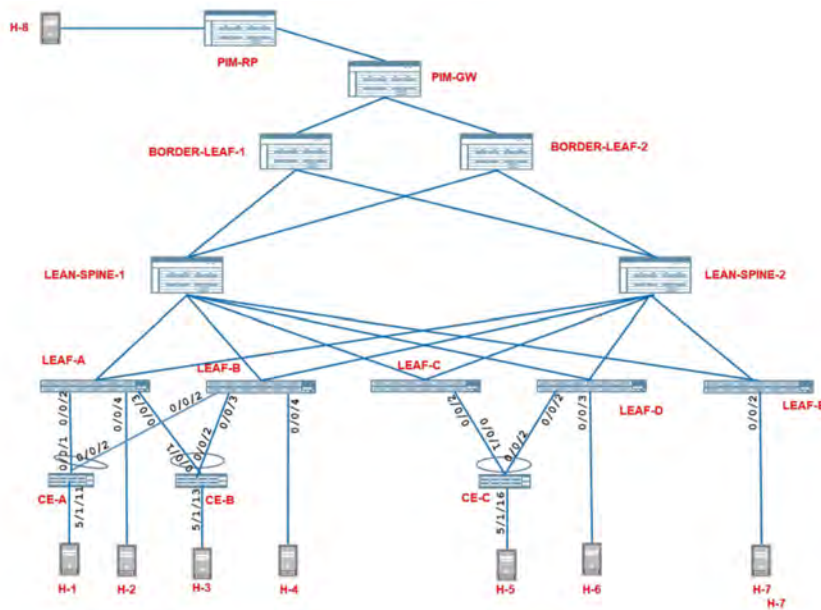 H-8
PIM-RP
PIM-GW
BORDER-LEAF-1
BORDER-LEAF-2
LEAN-SPINE-1
LEAN-SPINE-2
LEAF-A
LEAF-B
LEAF-C
LEAF-D
LEAF-E
0/0/2
0/0/4
0/0/3
0/0/2
0/0/3
0/0/4
0/0/2
0/0/2
0/0/3
0/0/2
0/0/1
0/0/2
0/0/1
0/0/2
0/0/1
0/0/2
CE-A
CE-B
CE-C
5/1/11
5/1/13
5/1/16
H-1
H-2
H-3
H-4
H-5
H-6
H-7
H-7